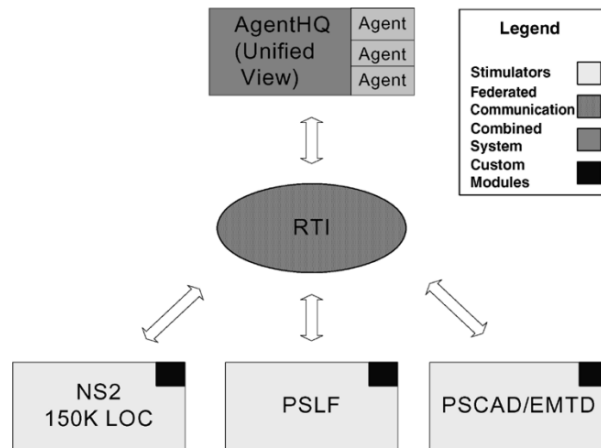 AgentHQ
(Unified
View)
Agent
Agent
Agent
Legend
Stimulators
Federated
Communication
Combined
System
Custom
Modules
RTI
NS2
150K LOC
PSLF
PSCAD/EMTD